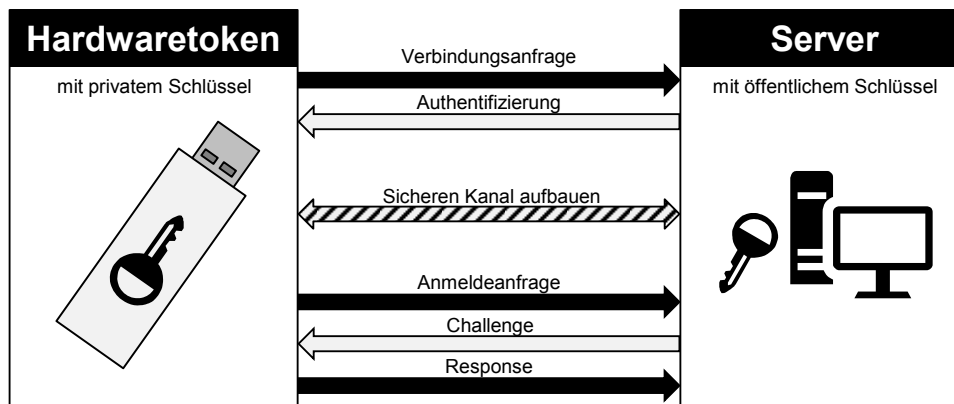 Hardwaretoken
mit privatem Schlüssel
Verbindungsanfrage
Authentifizierung
Sicheren Kanal aufbauen
Anmeldeanfrage
Challenge
Response
Server
mit öffentlichem Schlüssel